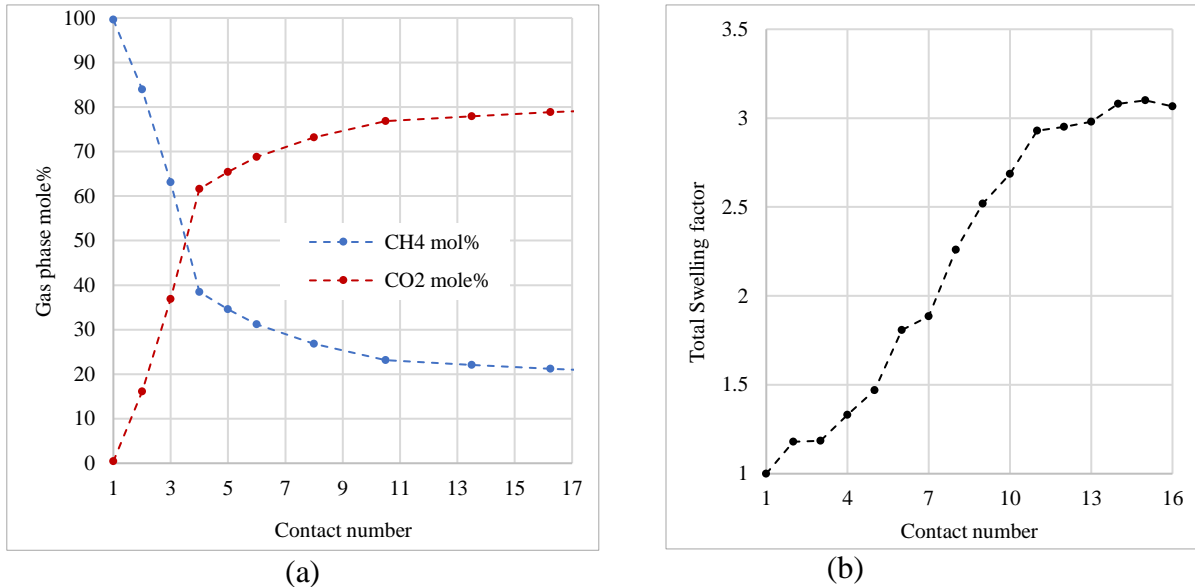 100
90
80
70
60
50
40
30
20
10
0
Gas phase mole%
CH4 mol%
CO2 mole%
1 3 5 7 9 11 13 15 17
Contact number
(a)
3.5
3
2.5
2
1.5
1
Total Swelling factor
1 4 7 10 13 16
Contact number
(b)